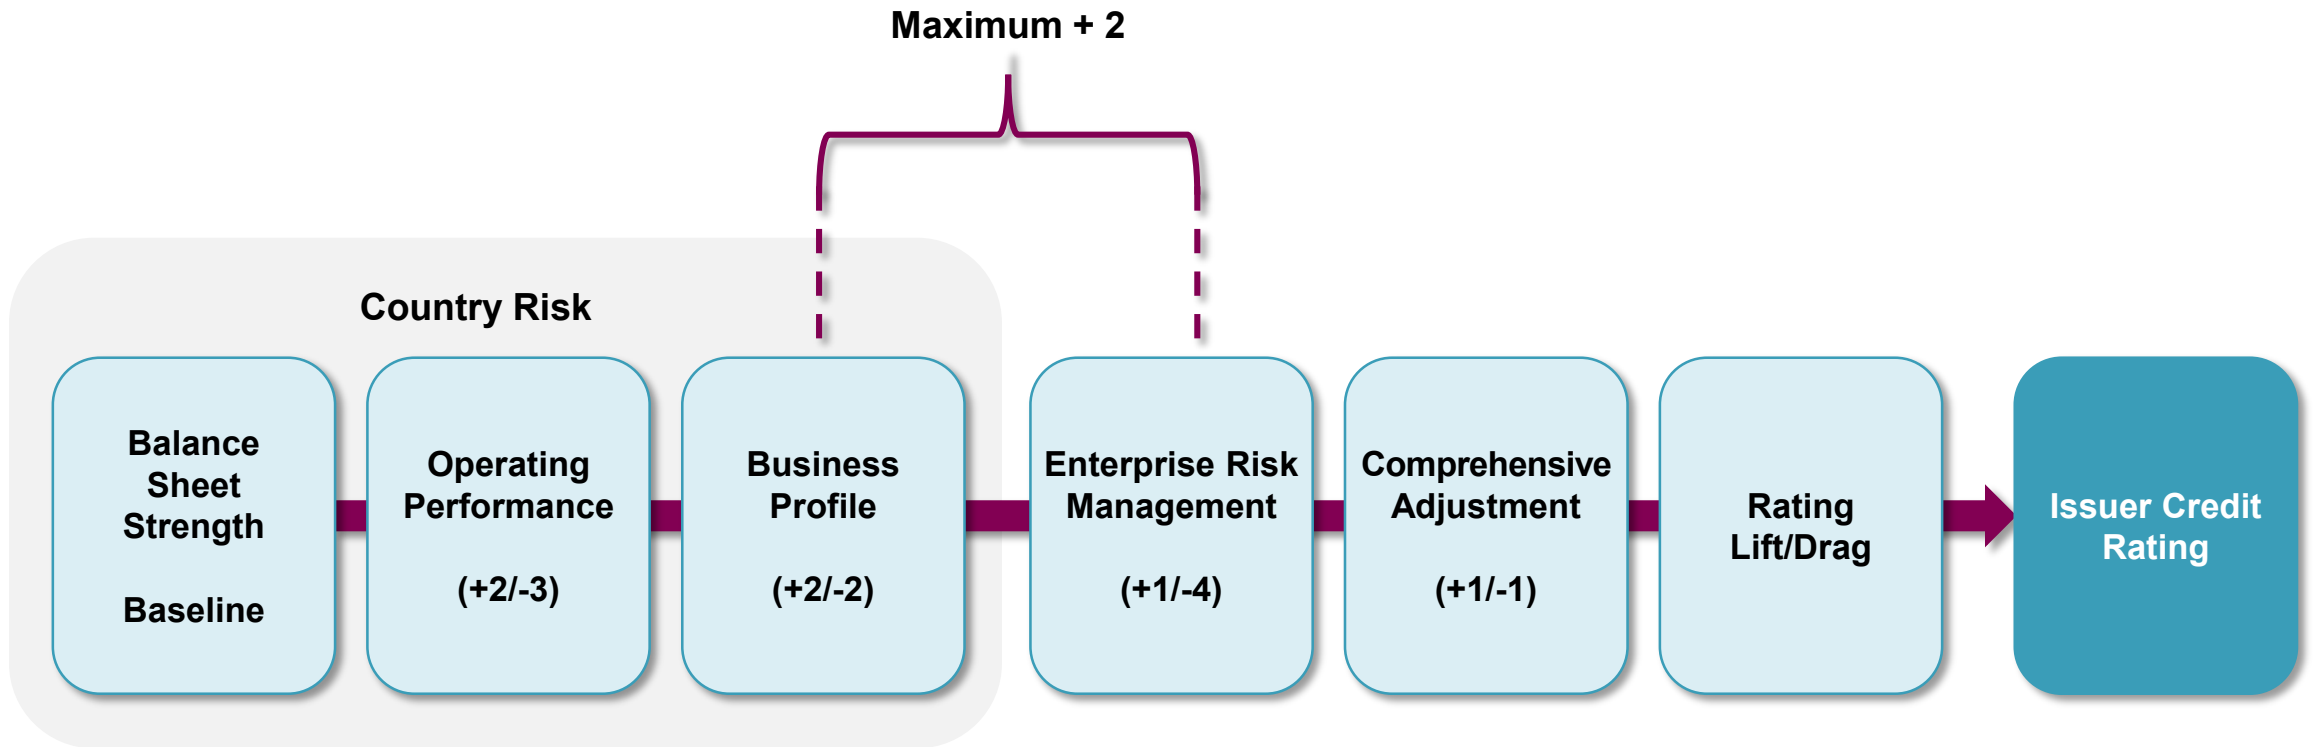 Maximum + 2
Country Risk
Balance
Sheet
Strength
Baseline
Operating
Performance
(+2/-3)
Business
Profile
(+2/-2)
Enterprise Risk
Management
(+1/-4)
Comprehensive
Adjustment
(+1/-1)
Rating
Lift/Drag
Issuer Credit
Rating